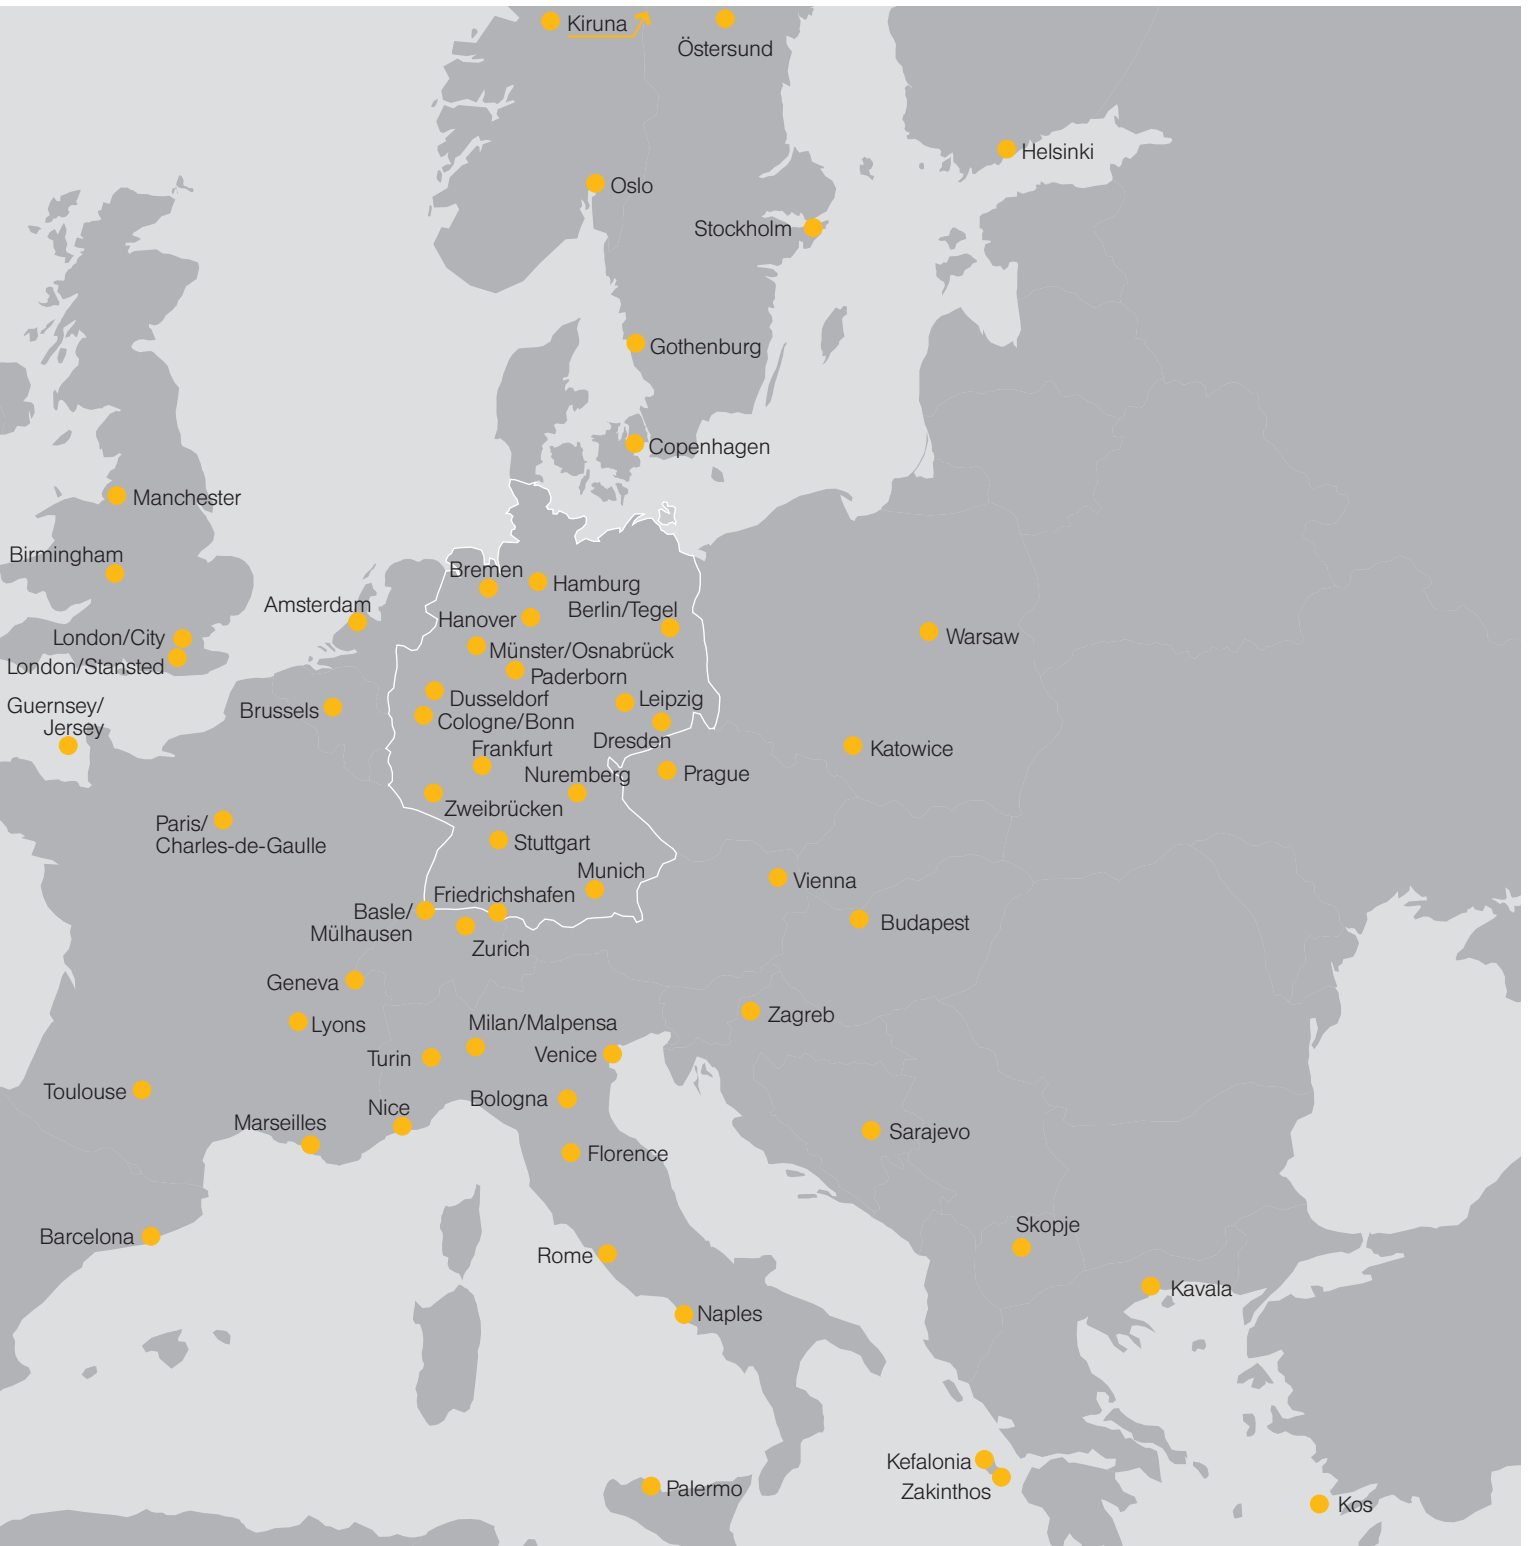 Kiruna
Östersund
Helsinki
Oslo
Stockholm
Gothenburg
Copenhagen
Manchester
Birmingham
Bremen
Hamburg
Amsterdam
Hanover
Berlin/Tegel
London/City
Warsaw
Münster/Osnabrück
London/Stansted
Paderborn
Dusseldorf
Leipzig
Guernsey/
Jersey
Brussels
Cologne/Bonn
Dresden
Frankfurt
Katowice
Nuremberg
Prague
Zweibrücken
Paris/
Charles-de-Gaulle
Stuttgart
Munich
Vienna
Friedrichshafen
Basle/
Mülhausen
Budapest
Zurich
Geneva
Zagreb
Lyons
Milan/Malpensa
Turin
Venice
Toulouse
Bologna
Nice
Marseilles
Sarajevo
Florence
Skopje
Barcelona
Rome
Kavala
Naples
Kefalonia
Zakinthos
Palermo
Kos